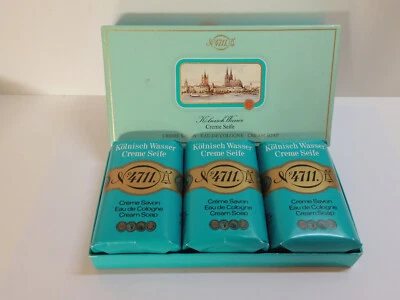 No 4711.
Kölnisch Wasser
Creme Seife
Kölnisch Wasser
Creme Seife
No 4711.
Crème Savon
Eau de Cologne
Cream Soap
Kölnisch Wasser
Creme Seife
No 4711.
Crème Savon
Eau de Cologne
Cream Soap
Kölnisch Wasser
Creme Seife
No 4711.
Crème Savon
Eau de Cologne
Cream Soap